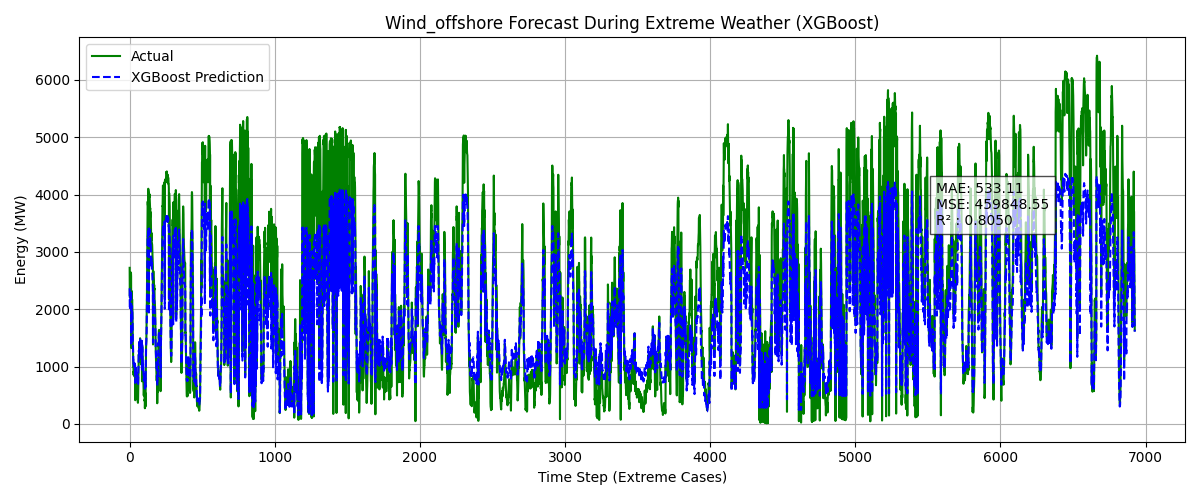 Wind_offshore Forecast During Extreme Weather (XGBoost)
Actual
XGBoost Prediction
MAE: 533.11
MSE: 459848.55
R² : 0.8050
Energy (MW)
6000
5000
4000
3000
2000
1000
0
0 1000 2000 3000 4000 5000 6000 7000
Time Step (Extreme Cases)